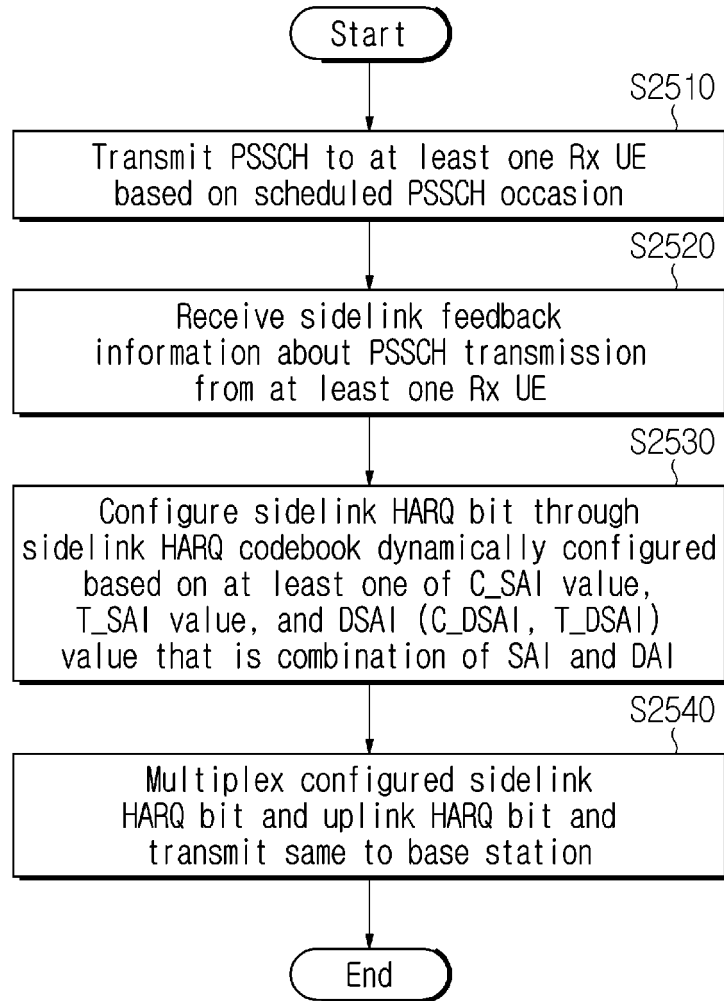 Start
S2510
Transmit PSSCH to at least one Rx UE
based on scheduled PSSCH occasion
S2520
Receive sidelink feedback
information about PSSCH transmission
from at least one Rx UE
S2530
Configure sidelink HARQ bit through
sidelink HARQ codebook dynamically configured
based on at least one of C_SAI value,
T_SAI value, and DSAI (C_DSAI, T_DSAI)
value that is combination of SAI and DAI
S2540
Multiplex configured sidelink
HARQ bit and uplink HARQ bit and
transmit same to base station
End